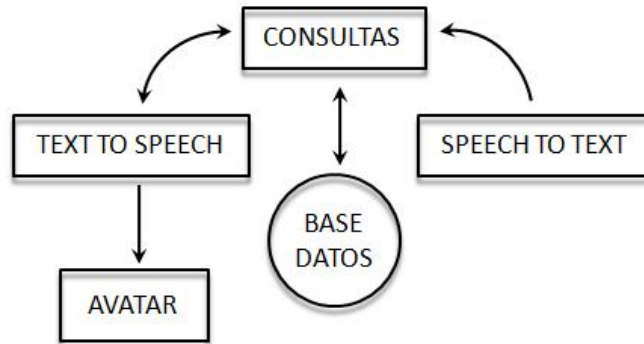 CONSULTAS
TEXT TO SPEECH
SPEECH TO TEXT
BASE
DATOS
AVATAR